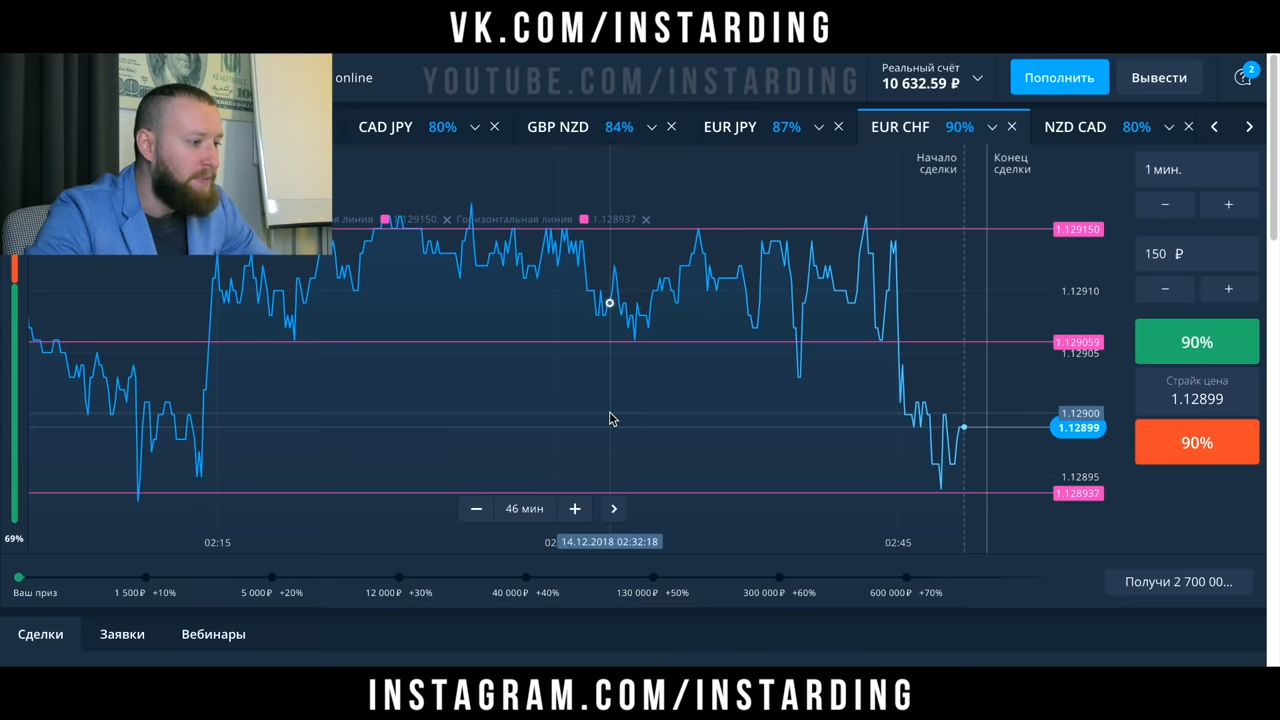 VK.COM/INSTARDING
online
YOUTUBE.COM/INSTARDING
Реальный счёт
10 632.59 ₽
Пополнить
Вывести
2
CAD JPY 80%
GBP NZD 84%
EUR JPY 87%
EUR CHF 90%
NZD CAD 80%
Начало сделки
Конец сделки
1 мин.
линия 1.129150
Горизонтальная линия 1.128937
1.129150
150 ₽
1.12910
1.129059
1.12905
90%
Страйк цена
1.12899
1.12900
1.12899
90%
1.12895
1.128937
46 мин
69%
02:15
14.12.2018 02:32:18
02:45
Ваш приз
1 500₽ +10%
5 000₽ +20%
12 000₽ +30%
40 000₽ +40%
130 000₽ +50%
300 000₽ +60%
600 000₽ +70%
Получи 2 700 00...
Сделки
Заявки
Вебинары
INSTAGRAM.COM/INSTARDING